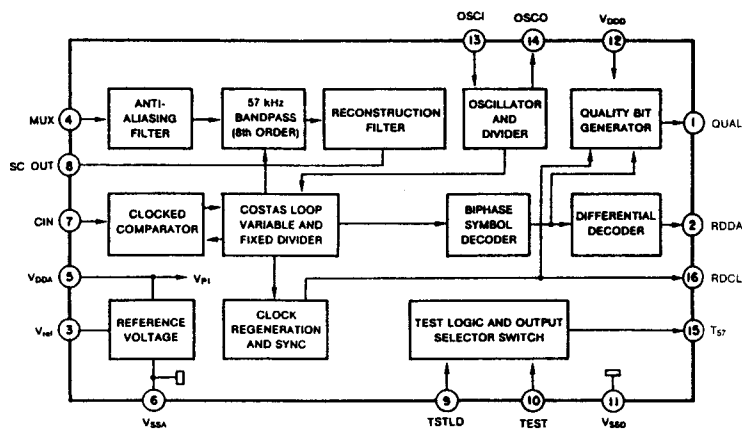 OSCI OSCO VDDD
13 14 12
MUX 4
ANTI-
ALIASING
FILTER
57 kHz
BANDPASS
(8th ORDER)
RECONSTRUCTION
FILTER
OSCILLATOR
AND
DIVIDER
QUALITY BIT
GENERATOR
1 QUAL
SC OUT 8
CIN 7
CLOCKED
COMPARATOR
COSTAS LOOP
VARIABLE AND
FIXED DIVIDER
BIPHASE
SYMBOL
DECODER
DIFFERENTIAL
DECODER
2 RDDA
VDDA 5
VP1
16 RDCL
Vref 3
REFERENCE
VOLTAGE
CLOCK
REGENERATION
AND SYNC
TEST LOGIC AND OUTPUT
SELECTOR SWITCH
15 T57
6 9 10 11
VSSA TSTLD TEST VSSD